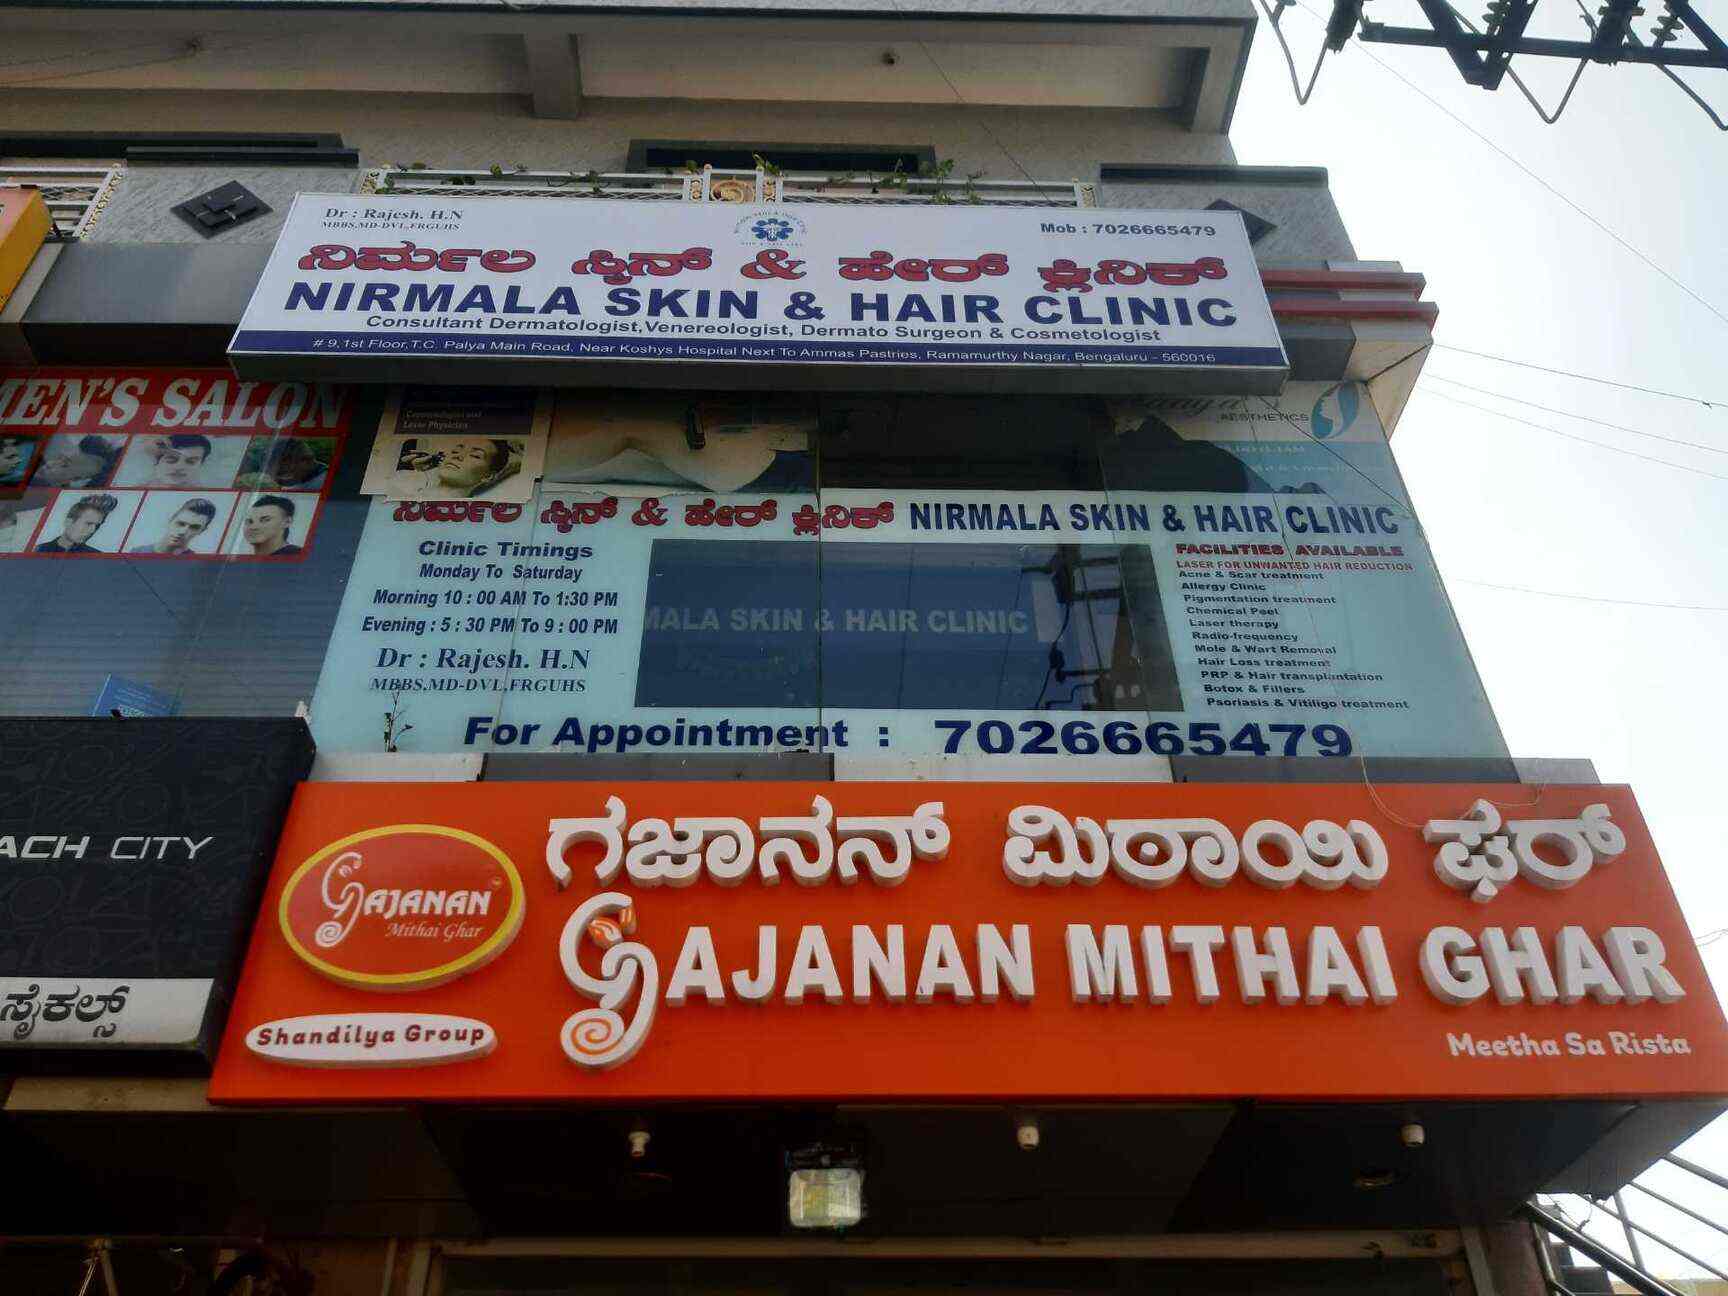 Dr : Rajesh. H.N
MBBS,MD-DVL,FRGUHS
Mob : 7026665479
ನಿರ್ಮಲ ಸ್ಕಿನ್ & ಹೇರ್ ಕ್ಲಿನಿಕ್
NIRMALA SKIN & HAIR CLINIC
Consultant Dermatologist,Venereologist, Dermato Surgeon & Cosmetologist
# 9,1st Floor,T.C. Palya Main Road, Near Koshys Hospital Next To Ammas Pastries, Ramamurthy Nagar, Bengaluru - 560016
MEN'S SALON
Cosmetologist and
Laser Physician
AESTHETICS
ನಿರ್ಮಲ ಸ್ಕಿನ್ & ಹೇರ್ ಕ್ಲಿನಿಕ್ NIRMALA SKIN & HAIR CLINIC
Clinic Timings
Monday To Saturday
Morning 10 : 00 AM To 1:30 PM
Evening : 5 : 30 PM To 9 : 00 PM
Dr : Rajesh. H.N
MBBS,MD-DVL,FRGUHS
MALA SKIN & HAIR CLINIC
FACILITIES AVAILABLE
LASER FOR UNWANTED HAIR REDUCTION
Acne & Scar treatment
Allergy Clinic
Pigmentation treatment
Chemical Peel
Laser therapy
Radio-frequency
Mole & Wart Removal
Hair Loss treatment
PRP & Hair transplantation
Botox & Fillers
Psoriasis & Vitiligo treatment
For Appointment : 7026665479
ACH CITY
ಸೈಕಲ್ಸ್
GAJANAN
Mithai Ghar
Shandilya Group
ಗಜಾನನ್ ಮಿಠಾಯಿ ಘರ್
GAJANAN MITHAI GHAR
Meetha Sa Rista